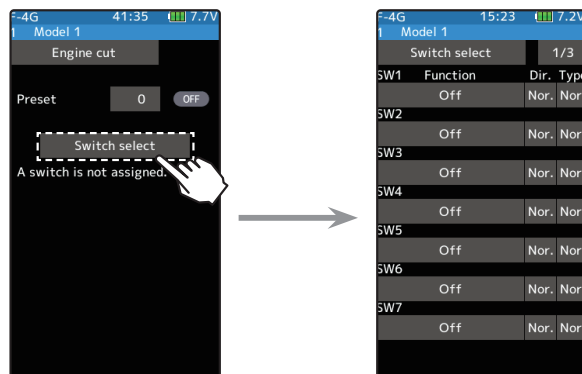 F-4G 41:35 7.7V
1 Model 1
Engine cut
Preset 0 OFF
Switch select
A switch is not assigned.
F-4G 15:23 7.2V
1 Model 1
Switch select 1/3
SW1 Function Dir. Type
Off Nor. Nor
SW2
Off Nor. Nor
SW3
Off Nor. Nor
SW4
Off Nor. Nor
SW5
Off Nor. Nor
SW6
Off Nor. Nor
SW7
Off Nor. Nor